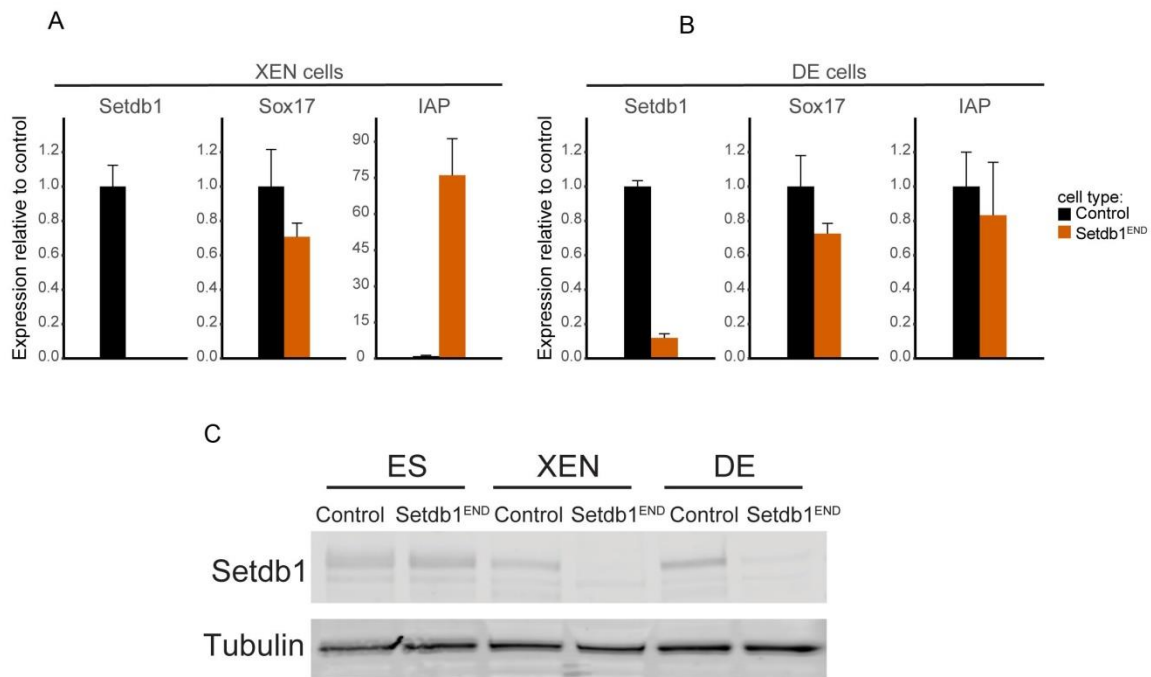 A
B
XEN cells
DE cells
Setdb1 Sox17 IAP
Setdb1 Sox17 IAP
Expression relative to control
1.2 1.0 0.8 0.6 0.4 0.2 0.0
1.2 1.0 0.8 0.6 0.4 0.2 0.0
90 75 60 45 30 15 0
Expression relative to control
1.2 1.0 0.8 0.6 0.4 0.2 0.0
1.2 1.0 0.8 0.6 0.4 0.2 0.0
1.2 1.0 0.8 0.6 0.4 0.2 0.0
cell type:
Control
Setdb1END
C
ES XEN DE
Control Setdb1END Control Setdb1END Control Setdb1END
Setdb1
Tubulin